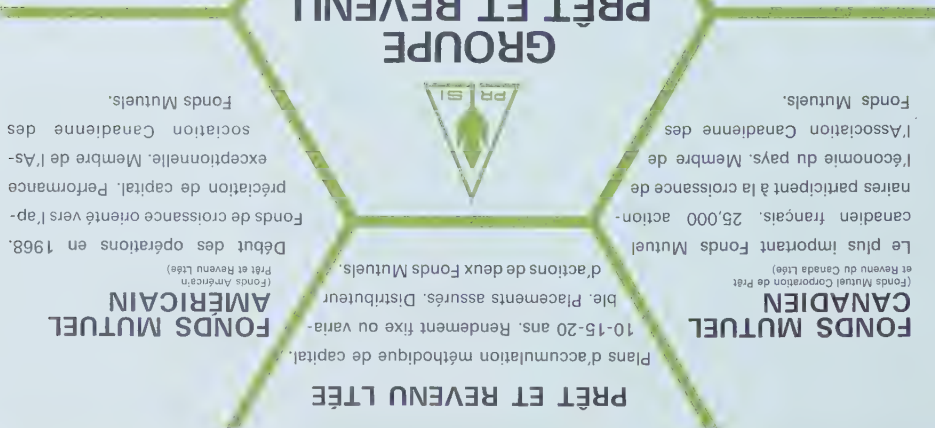 PRÊT ET REVENU LTÉE
Plans d'accumulation méthodique de capital.
10-15-20 ans. Rendement fixe ou varia-
ble. Placements assurés. Distributeur
d'actions de deux Fonds Mutuels.
FONDS MUTUEL
CANADIEN
(Fonds Mutuel Corporation de Prêt
et Revenu du Canada Ltée)
Le plus important Fonds Mutuel
canadien français. 25,000 action-
naires participent à la croissance de
l'économie du pays. Membre de
l'Association Canadienne des
Fonds Mutuels.
FONDS MUTUEL
AMÉRICAIN
(Fonds Américain
Prêt et Revenu Ltée)
Début des opérations en 1968.
Fonds de croissance orienté vers l'ap-
préciation de capital. Performance
exceptionnelle. Membre de l'As-
sociation Canadienne des
Fonds Mutuels.
PR SI
GROUPE
PRÊT ET REVENU